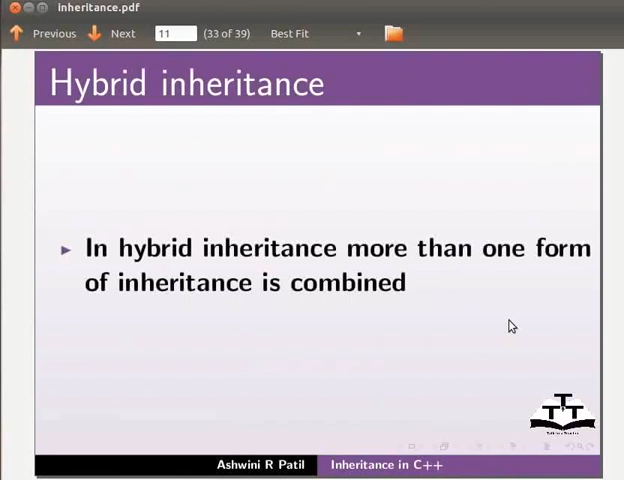 inheritance.pdf
Previous Next 11 (33 of 39) Best Fit
Hybrid inheritance
In hybrid inheritance more than one form
of inheritance is combined
TTT
Ashwini R Patil Inheritance in C++